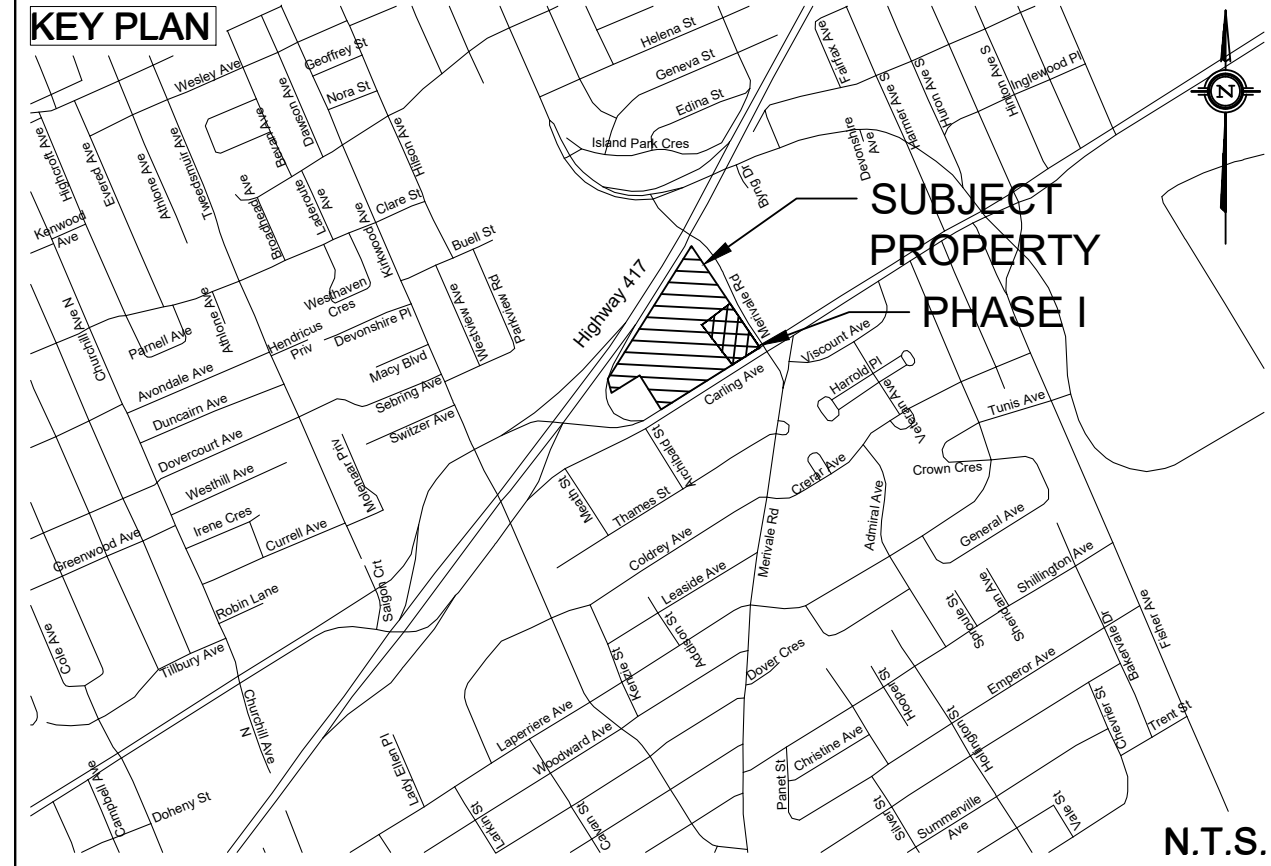 KEY PLAN
Helena St
Geoffrey St
Geneva St
Wesley Ave
Fairfax Ave
Edina St
Nora St
Dawson Ave
Bevan Ave
Harmer Ave S
Huron Ave S
Hinton Ave S
Inglewood Pl
N
Highcroft Ave
Evered Ave
Athlone Ave
Tweedsmuir Ave
Hilson Ave
Island Park Cres
Devonshire
Ave
Byng Dr
Broadhead Ave
Laderoute
Ave
Kirkwood Ave
Clare St
SUBJECT
PROPERTY
Kenwood
Ave
Buell St
PHASE I
Churchill Ave N
Athlone Ave
Westhaven
Cres
Westview Ave
Parkview Rd
Highway 417
Merivale Rd
Parnell Ave
Hendricus
Priv
Devonshire Pl
Viscount Ave
Macy Blvd
Harrold Pl
Avondale Ave
Sebring Ave
Carling Ave
Veteran Ave
Tunis Ave
Duncairn Ave
Switzer Ave
Dovercourt Ave
Molenaar Priv
Archibald St
Westhill Ave
Meath St
Crerar Ave
Crown Cres
Thames St
Irene Cres
Currell Ave
Coldrey Ave
Merivale Rd
Admiral Ave
General Ave
Greenwood Ave
Leaside Ave
Shillington Ave
Robin Lane
Saigon Crt
Addison St
Sproule St
Sheridan Ave
Cole Ave
Tillbury Ave
Kenzie St
Dover Cres
Bakervale Dr
Fisher Ave
Emperor Ave
Hooper St
Churchill Ave
N
Laperriere Ave
Hollington St
Chevrier St
Trent St
Woodward Ave
Christine Ave
Lady Ellen Pl
Panet St
Campbell Ave
Doheny St
Larkin St
Cavan St
Silver St
Summerville
Ave
Vale St
N.T.S.